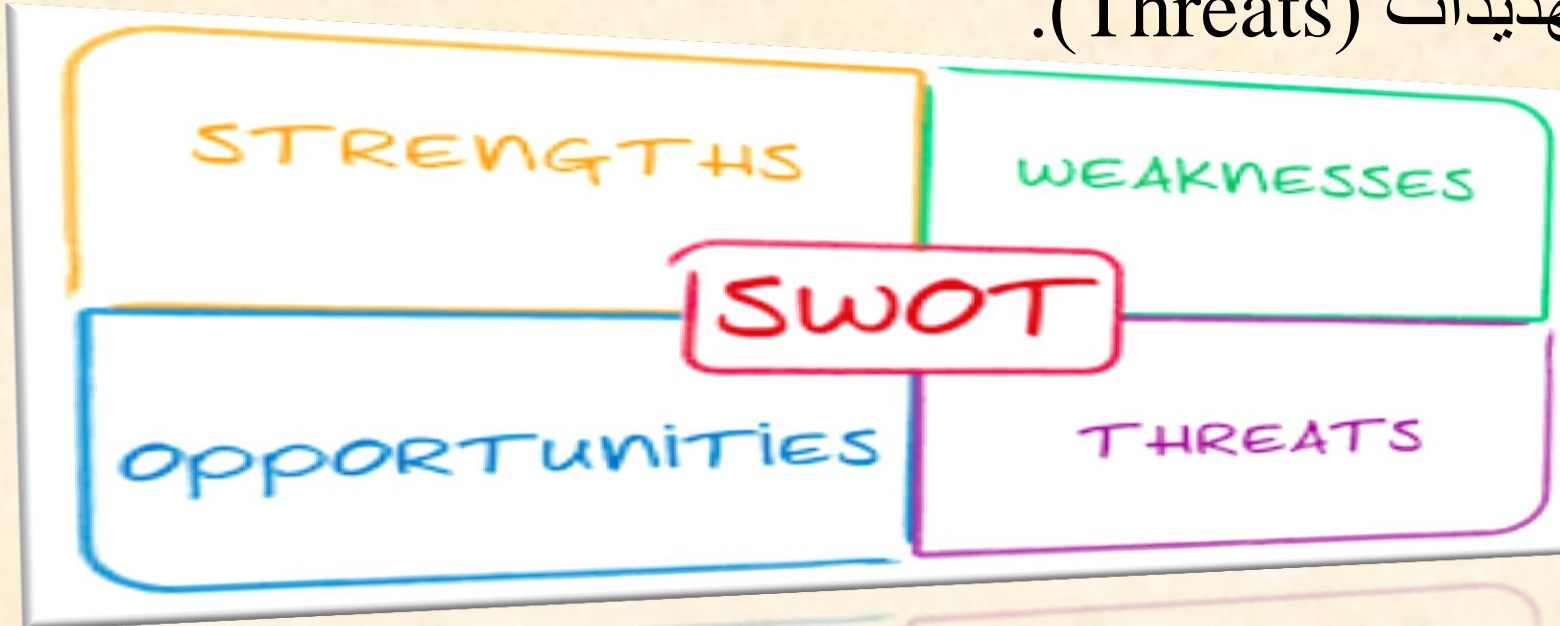 (Threats).
STRENGTHS
WEAKNESSES
SWOT
OPPORTUNITIES
THREATS